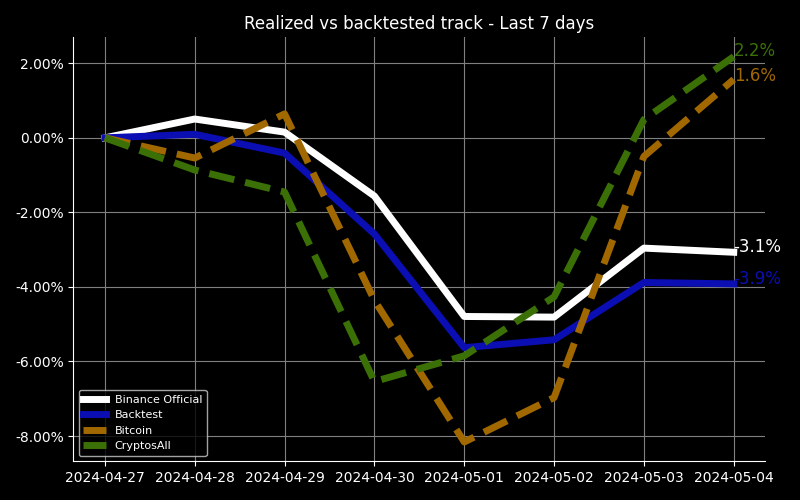 Realized vs backtested track - Last 7 days
2.00%
0.00%
-2.00%
-4.00%
-6.00%
-8.00%
2.2%
1.6%
-3.1%
-3.9%
Binance Official
Backtest
Bitcoin
CryptosAll
2024-04-27 2024-04-28 2024-04-29 2024-04-30 2024-05-01 2024-05-02 2024-05-03 2024-05-04